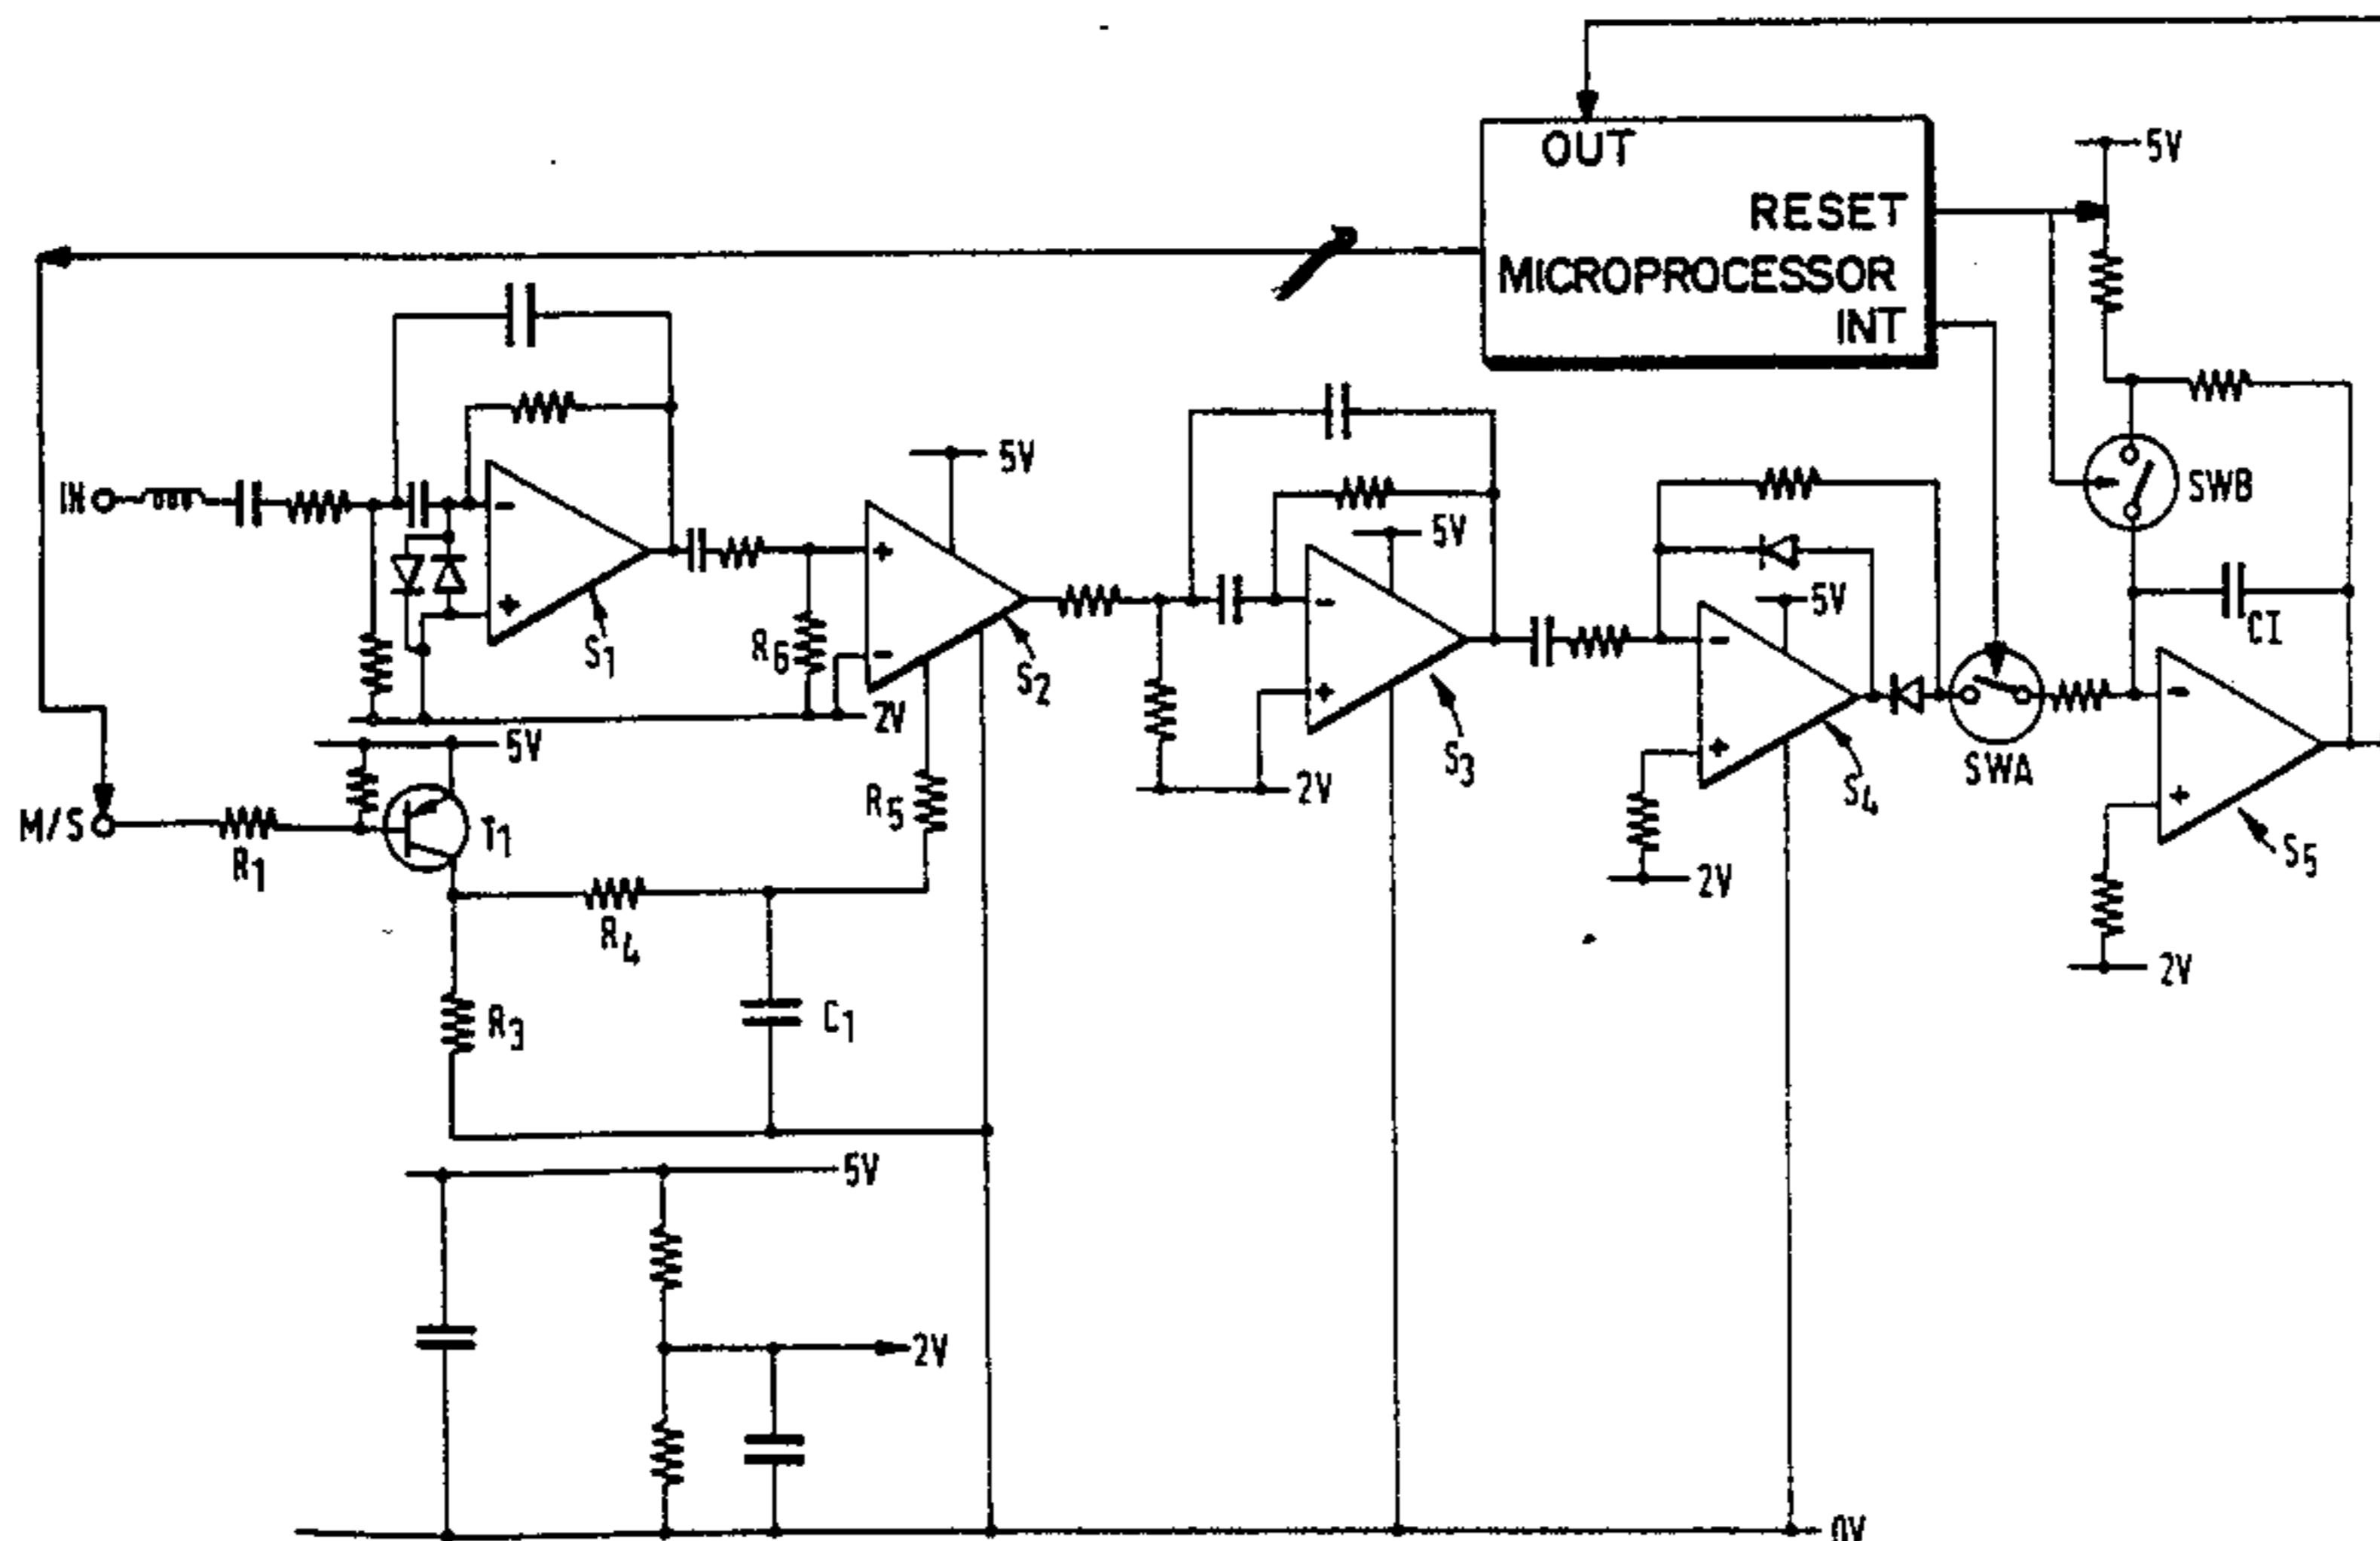 OUT
RESET
MICROPROCESSOR
INT
5V
SWB
CI
IN
S1
5V
S2
R6
2V
5V
S3
2V
5V
S4
SWA
2V
S5
2V
5V
M/S
R1
T1
R5
R4
R3
C1
5V
2V
0V